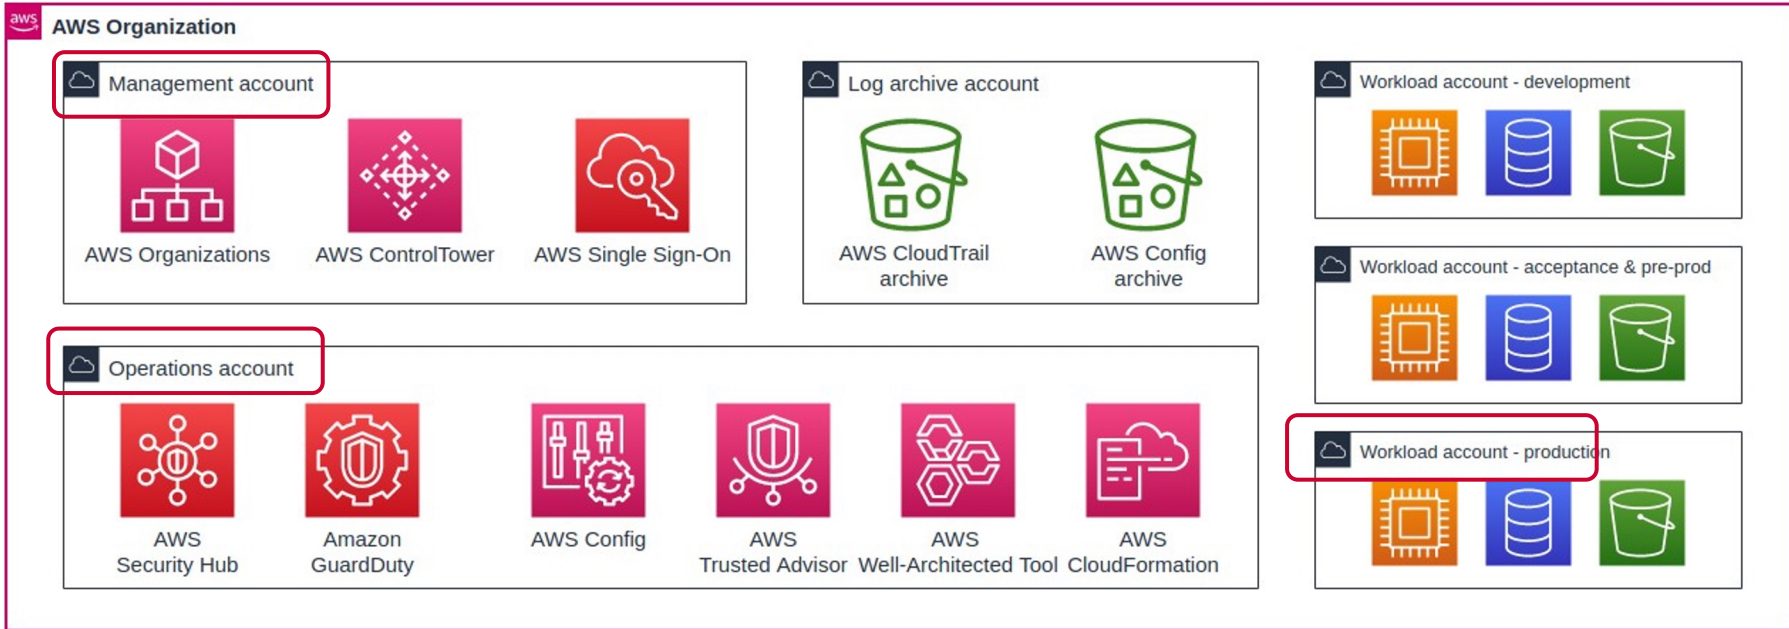 aws
AWS Organization
Management account
AWS Organizations
AWS ControlTower
AWS Single Sign-On
Log archive account
AWS CloudTrail
archive
AWS Config
archive
Operations account
AWS
Security Hub
Amazon
GuardDuty
AWS Config
AWS
Trusted Advisor
AWS
Well-Architected Tool
AWS
CloudFormation
Workload account - development
Workload account - acceptance & pre-prod
Workload account - production